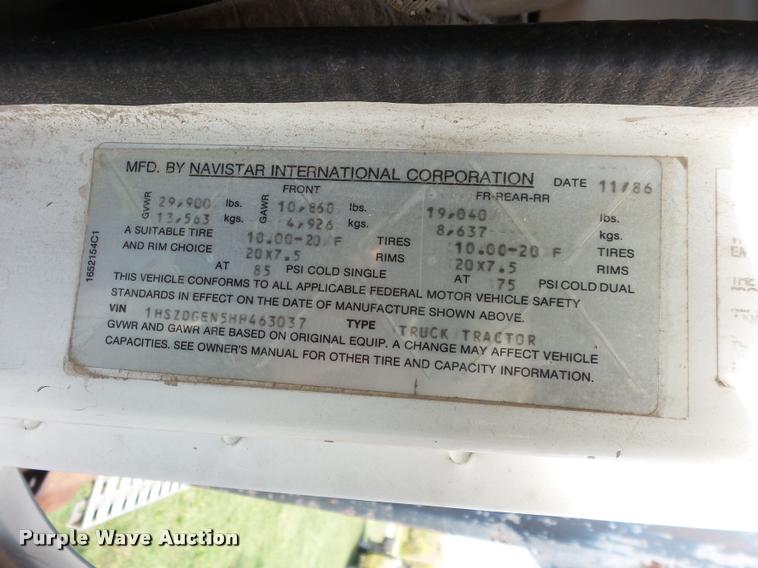 MFD. BY NAVISTAR INTERNATIONAL CORPORATION DATE 11/86
FRONT FR-REAR-RR
GVWR 29,900 lbs. GAWR 10,860 lbs. 19,040 lbs.
13,563 kgs. 4,926 kgs. 8,637 kgs.
A SUITABLE TIRE 10.00-20 F TIRES 10.00-20 F TIRES
AND RIM CHOICE 20X7.5 RIMS 20X7.5 RIMS
AT 85 PSI COLD SINGLE AT 75 PSI COLD DUAL
THIS VEHICLE CONFORMS TO ALL APPLICABLE FEDERAL MOTOR VEHICLE SAFETY
STANDARDS IN EFFECT ON THE DATE OF MANUFACTURE SHOWN ABOVE.
VIN 1HSZDGEN5HH463037 TYPE TRUCK TRACTOR
GVWR AND GAWR ARE BASED ON ORIGINAL EQUIP. A CHANGE MAY AFFECT VEHICLE
CAPACITIES. SEE OWNER'S MANUAL FOR OTHER TIRE AND CAPACITY INFORMATION.
1652154C1
Purple Wave Auction